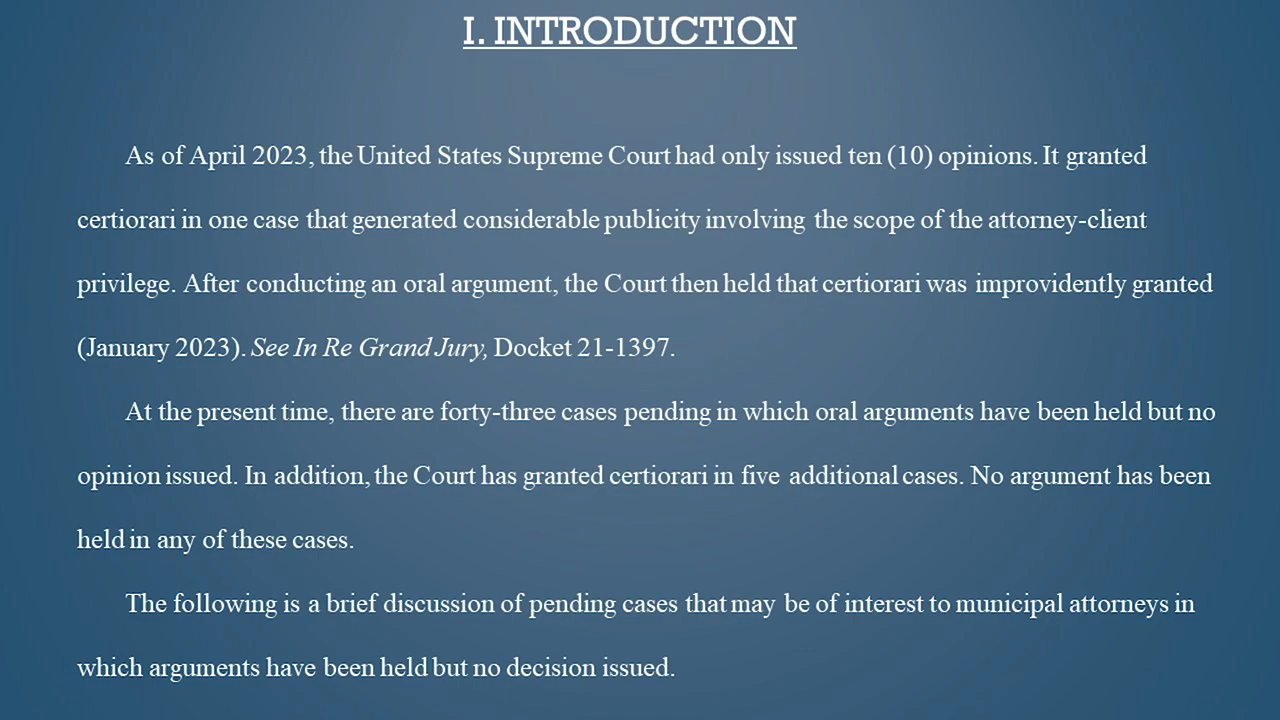 I. INTRODUCTION
As of April 2023, the United States Supreme Court had only issued ten (10) opinions. It granted
certiorari in one case that generated considerable publicity involving the scope of the attorney-client
privilege. After conducting an oral argument, the Court then held that certiorari was improvidently granted
(January 2023). See In Re Grand Jury, Docket 21-1397.
At the present time, there are forty-three cases pending in which oral arguments have been held but no
opinion issued. In addition, the Court has granted certiorari in five additional cases. No argument has been
held in any of these cases.
The following is a brief discussion of pending cases that may be of interest to municipal attorneys in
which arguments have been held but no decision issued.